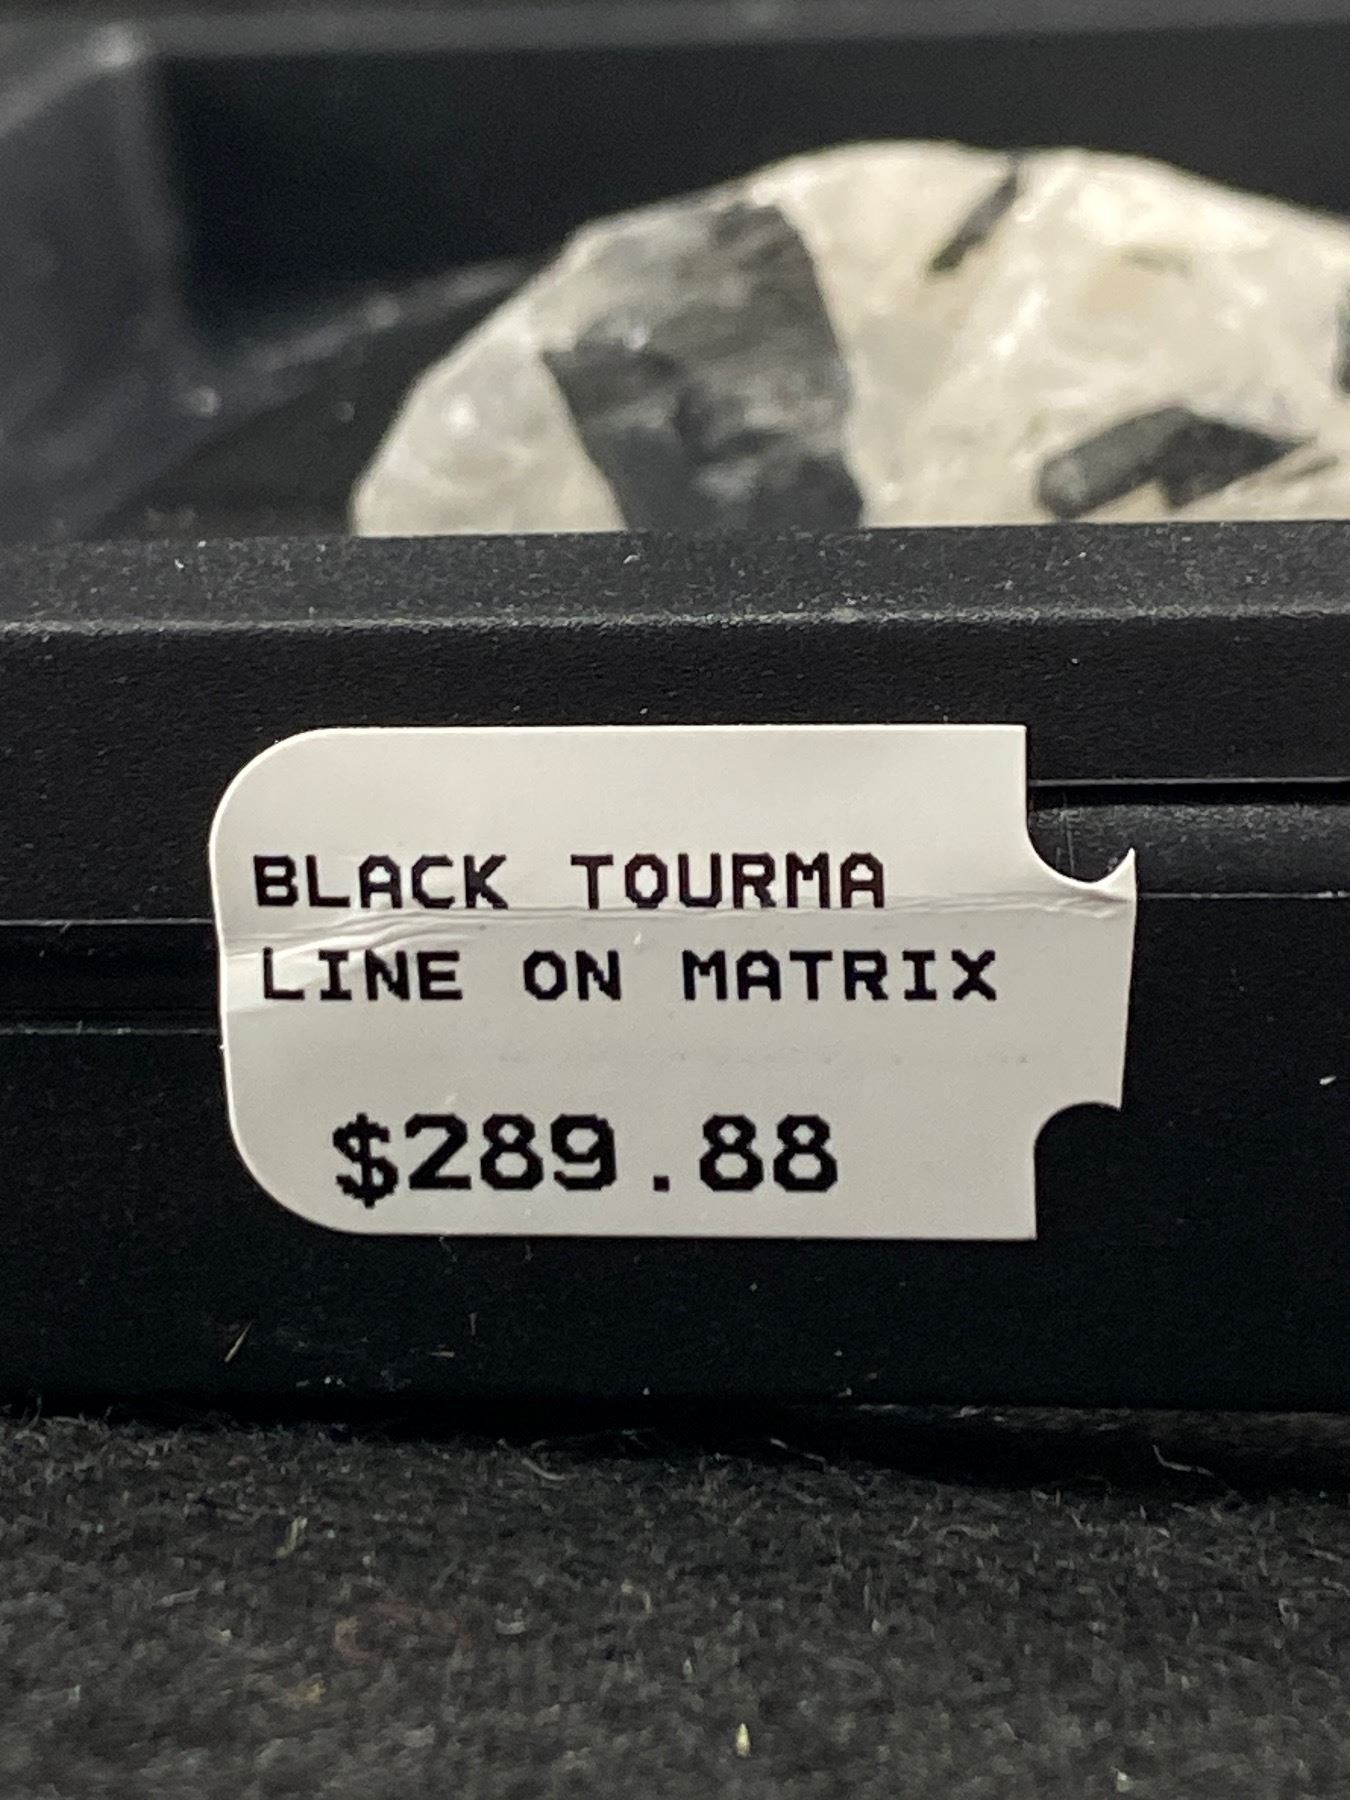 BLACK TOURMA
LINE ON MATRIX
$289.88